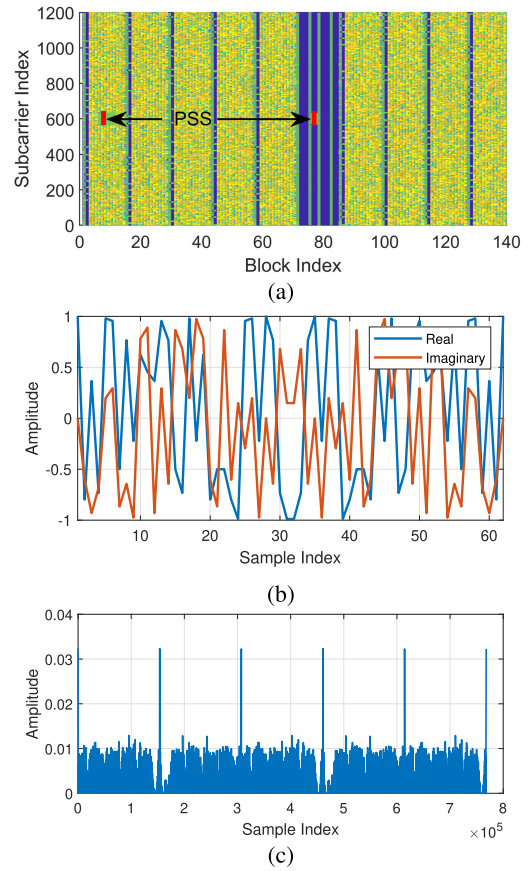 1200
1000
800
600
400
200
0
Subcarrier Index
PSS
0 20 40 60 80 100 120 140
Block Index
(a)
1
0.5
0
-0.5
-1
Amplitude
Real
Imaginary
10 20 30 40 50 60
Sample Index
(b)
0.04
0.03
0.02
0.01
0
Amplitude
0 1 2 3 4 5 6 7 8
Sample Index
×10^5
(c)